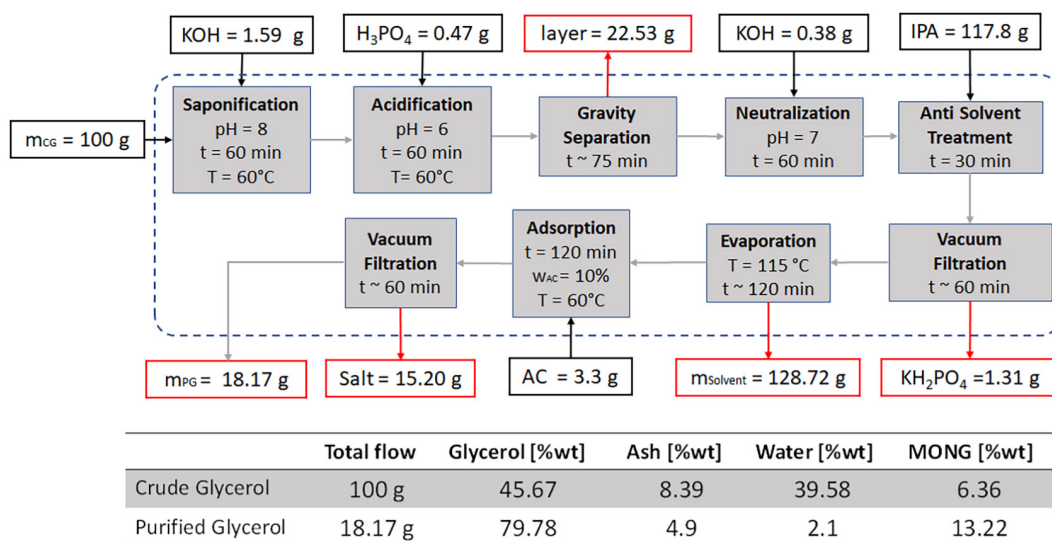 KOH = 1.59 g
H₃PO₄ = 0.47 g
layer = 22.53 g
KOH = 0.38 g
IPA = 117.8 g
mCG = 100 g
Saponification
pH = 8
t = 60 min
T = 60°C
Acidification
pH = 6
t = 60 min
T= 60°C
Gravity
Separation
t ~ 75 min
Neutralization
pH = 7
t = 60 min
Anti Solvent
Treatment
t = 30 min
Vacuum
Filtration
t ~ 60 min
Adsorption
t = 120 min
wAC = 10%
T = 60°C
Evaporation
T = 115 °C
t ~ 120 min
Vacuum
Filtration
t ~ 60 min
mPG = 18.17 g
Salt = 15.20 g
AC = 3.3 g
mSolvent = 128.72 g
KH₂PO₄ =1.31 g
Total flow Glycerol [%wt] Ash [%wt] Water [%wt] MONG [%wt]
Crude Glycerol 100 g 45.67 8.39 39.58 6.36
Purified Glycerol 18.17 g 79.78 4.9 2.1 13.22